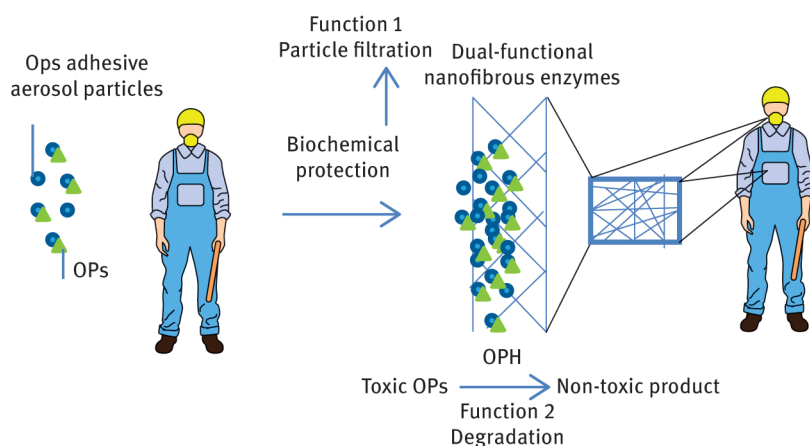 Ops adhesive
aerosol particles
OPs
Function 1
Particle filtration
Biochemical
protection
Dual-functional
nanofibrous enzymes
OPH
Toxic OPs
Non-toxic product
Function 2
Degradation